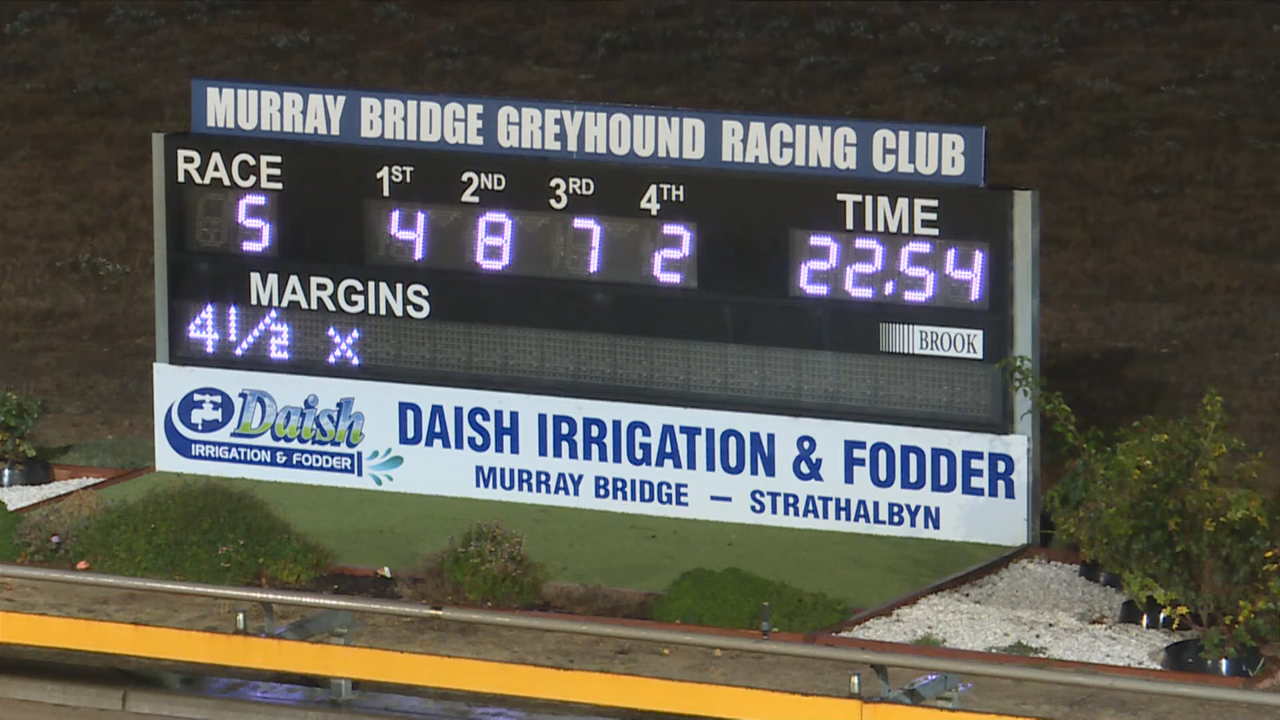 MURRAY BRIDGE GREYHOUND RACING CLUB
RACE 1ST 2ND 3RD 4TH TIME
5 4 8 7 2 22.54
MARGINS
4 1/2 x
BROOK
Daish
IRRIGATION & FODDER
DAISH IRRIGATION & FODDER
MURRAY BRIDGE – STRATHALBYN